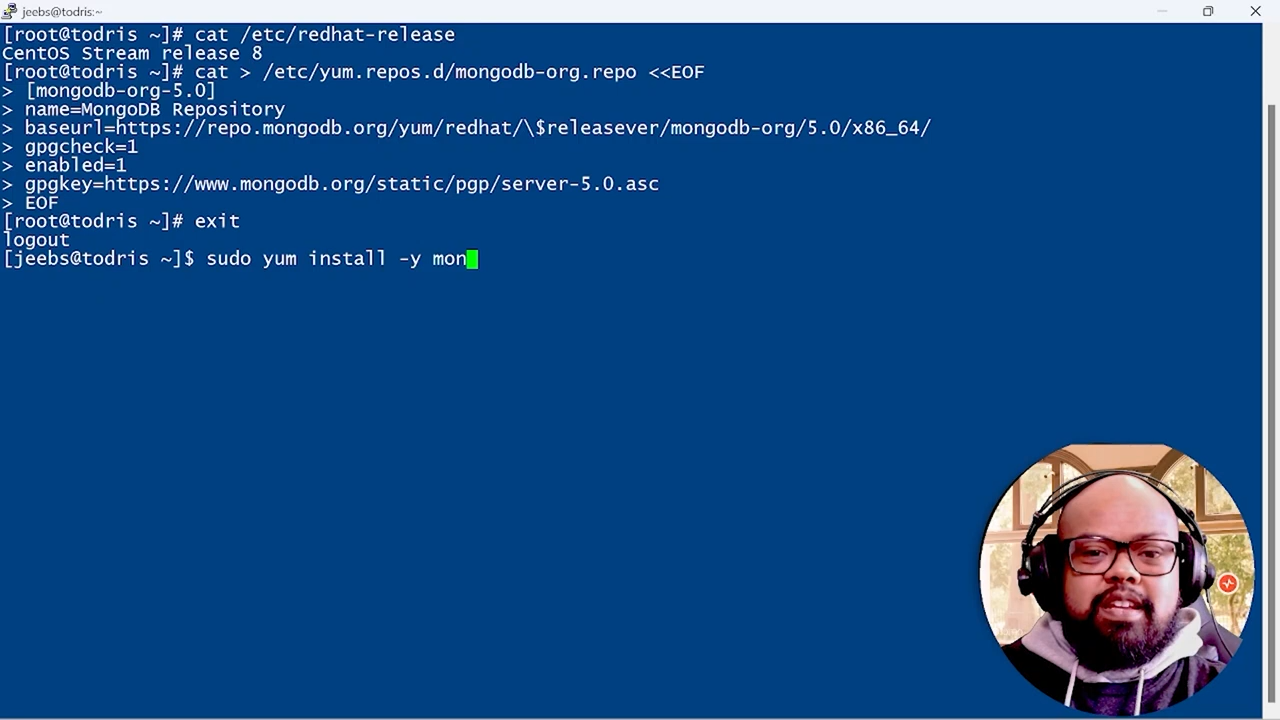 jeebs@todris:~
[root@todris ~]# cat /etc/redhat-release
CentOS Stream release 8
[root@todris ~]# cat > /etc/yum.repos.d/mongodb-org.repo <<EOF
> [mongodb-org-5.0]
> name=MongoDB Repository
> baseurl=https://repo.mongodb.org/yum/redhat/\$releasever/mongodb-org/5.0/x86_64/
> gpgcheck=1
> enabled=1
> gpgkey=https://www.mongodb.org/static/pgp/server-5.0.asc
> EOF
[root@todris ~]# exit
logout
[jeebs@todris ~]$ sudo yum install -y mon